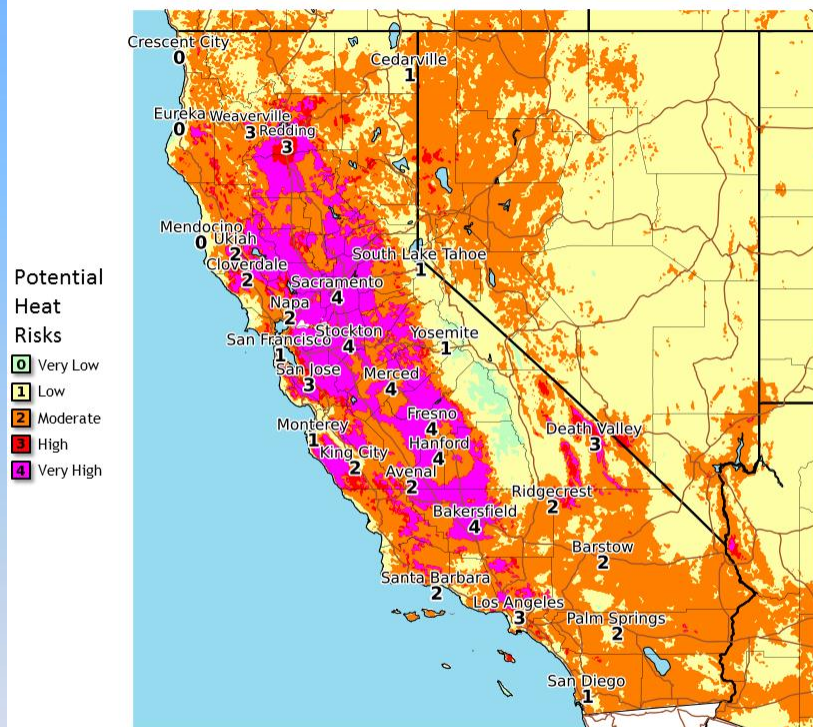 Crescent City
0
Cedarville
1
Eureka
0
Weaverville
3
Redding
3
Mendocino
0
Ukiah
2
Cloverdale
2
South Lake Tahoe
1
Potential
Heat
Risks
0 Very Low
1 Low
2 Moderate
3 High
4 Very High
Sacramento
4
Napa
2
San Francisco
1
Stockton
4
Yosemite
1
San Jose
3
Merced
4
Monterey
1
Fresno
4
Hanford
4
King City
2
Avenal
2
Death Valley
3
Ridgecrest
2
Bakersfield
4
Barstow
2
Santa Barbara
2
Los Angeles
3
Palm Springs
2
San Diego
1